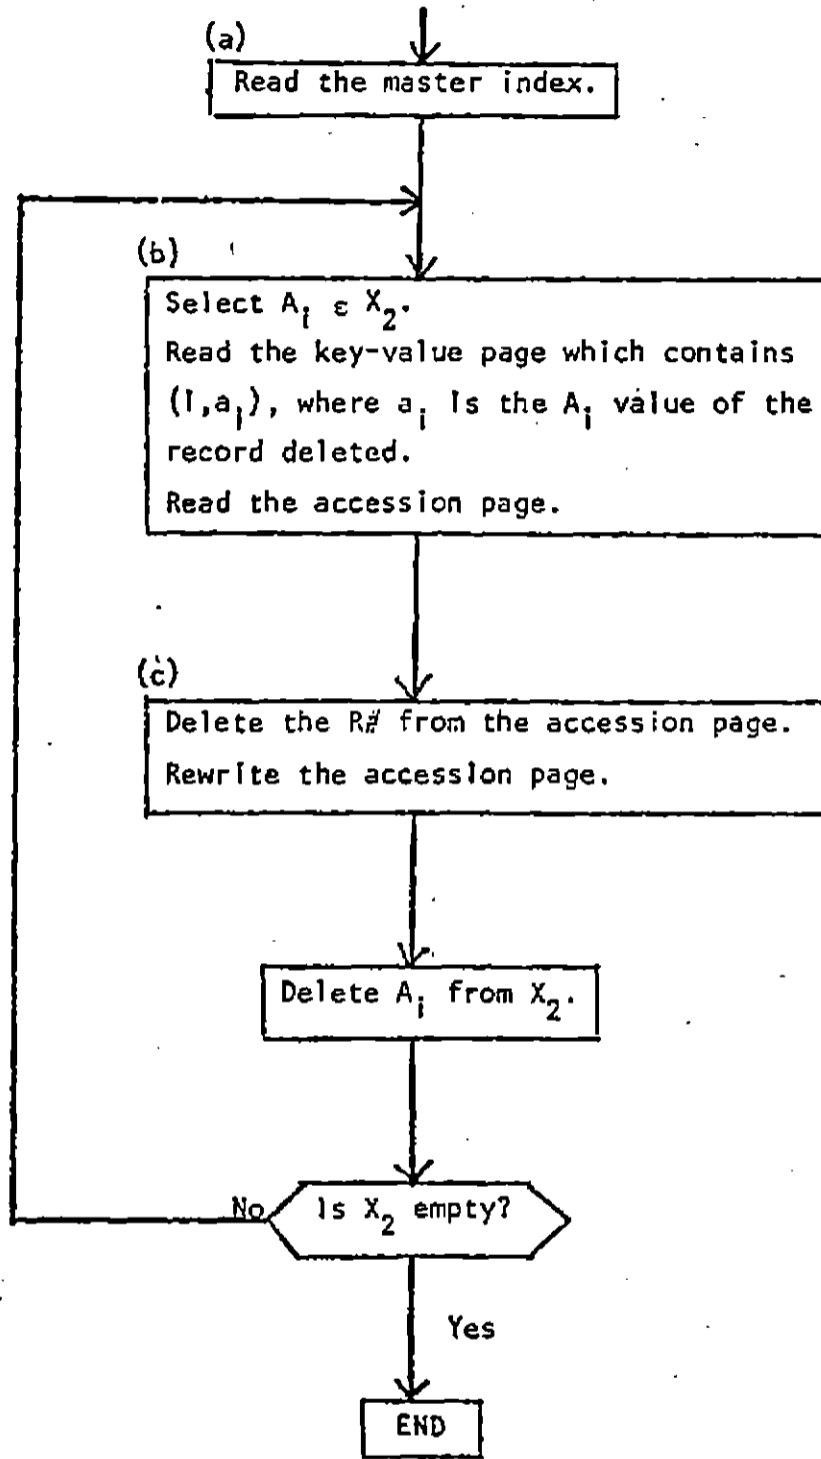 (a)
Read the master index.
(b)
Select A_i ε X_2.
Read the key-value page which contains
(i,a_i), where a_i is the A_i value of the
record deleted.
Read the accession page.
(c)
Delete the R# from the accession page.
Rewrite the accession page.
Delete A_i from X_2.
No
Is X_2 empty?
Yes
END